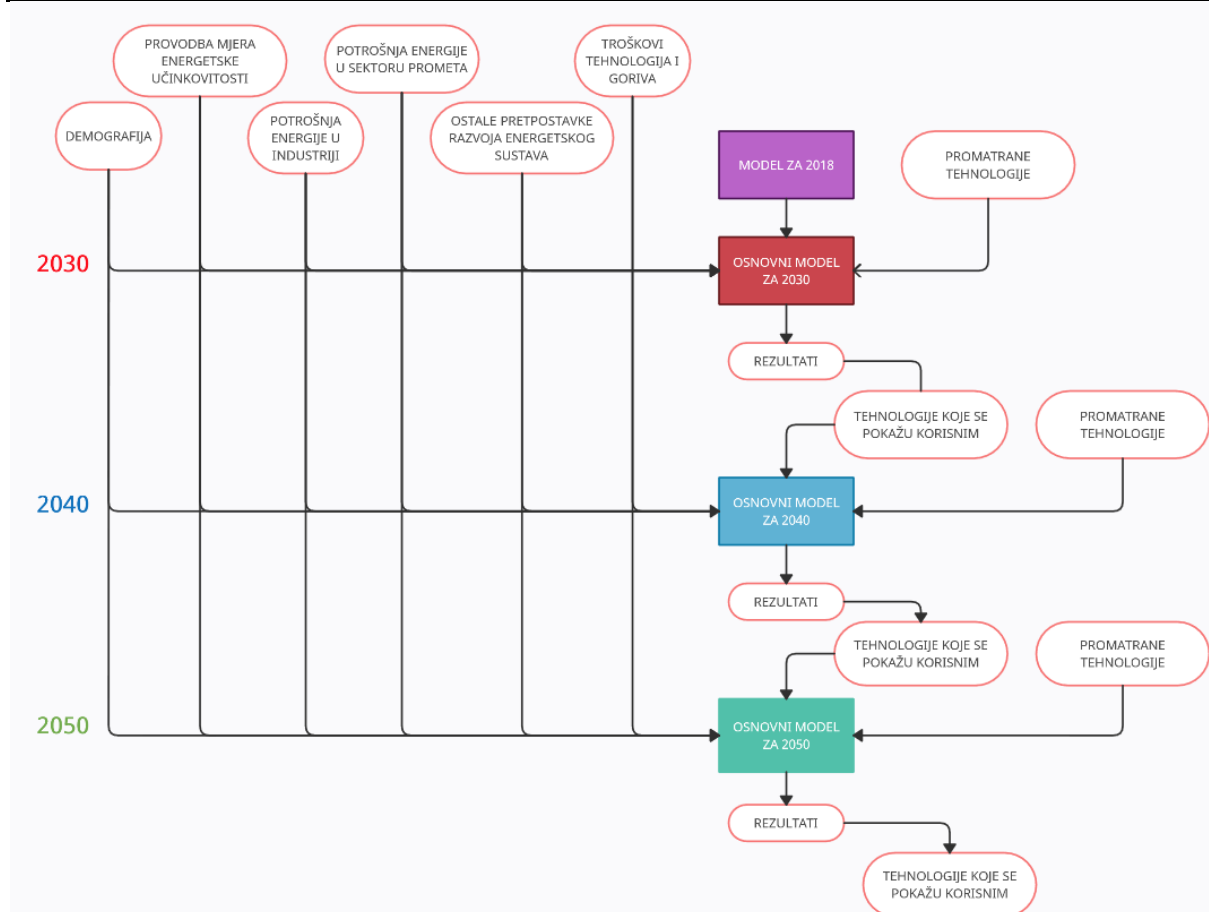 PROVODBA MJERA
ENERGETSKE
UČINKOVITOSTI
POTROŠNJA ENERGIJE
U SEKTORU PROMETA
TROŠKOVI
TEHNOLOGIJA I
GORIVA
DEMOGRAFIJA
POTROŠNJA
ENERGIJE U
INDUSTRIJI
OSTALE PRETPOSTAVKE
RAZVOJA ENERGETSKOG
SUSTAVA
MODEL ZA 2018
PROMATRANE
TEHNOLOGIJE
2030
OSNOVNI MODEL
ZA 2030
REZULTATI
TEHNOLOGIJE KOJE SE
POKAŽU KORISNIM
PROMATRANE
TEHNOLOGIJE
2040
OSNOVNI MODEL
ZA 2040
REZULTATI
TEHNOLOGIJE KOJE SE
POKAŽU KORISNIM
PROMATRANE
TEHNOLOGIJE
2050
OSNOVNI MODEL
ZA 2050
REZULTATI
TEHNOLOGIJE KOJE SE
POKAŽU KORISNIM